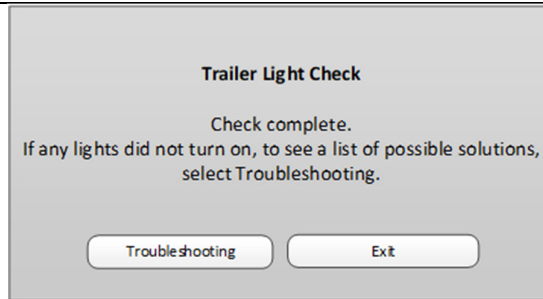 Trailer Light Check
Check complete.
If any lights did not turn on, to see a list of possible solutions,
select Troubleshooting.
Troubleshooting
Exit